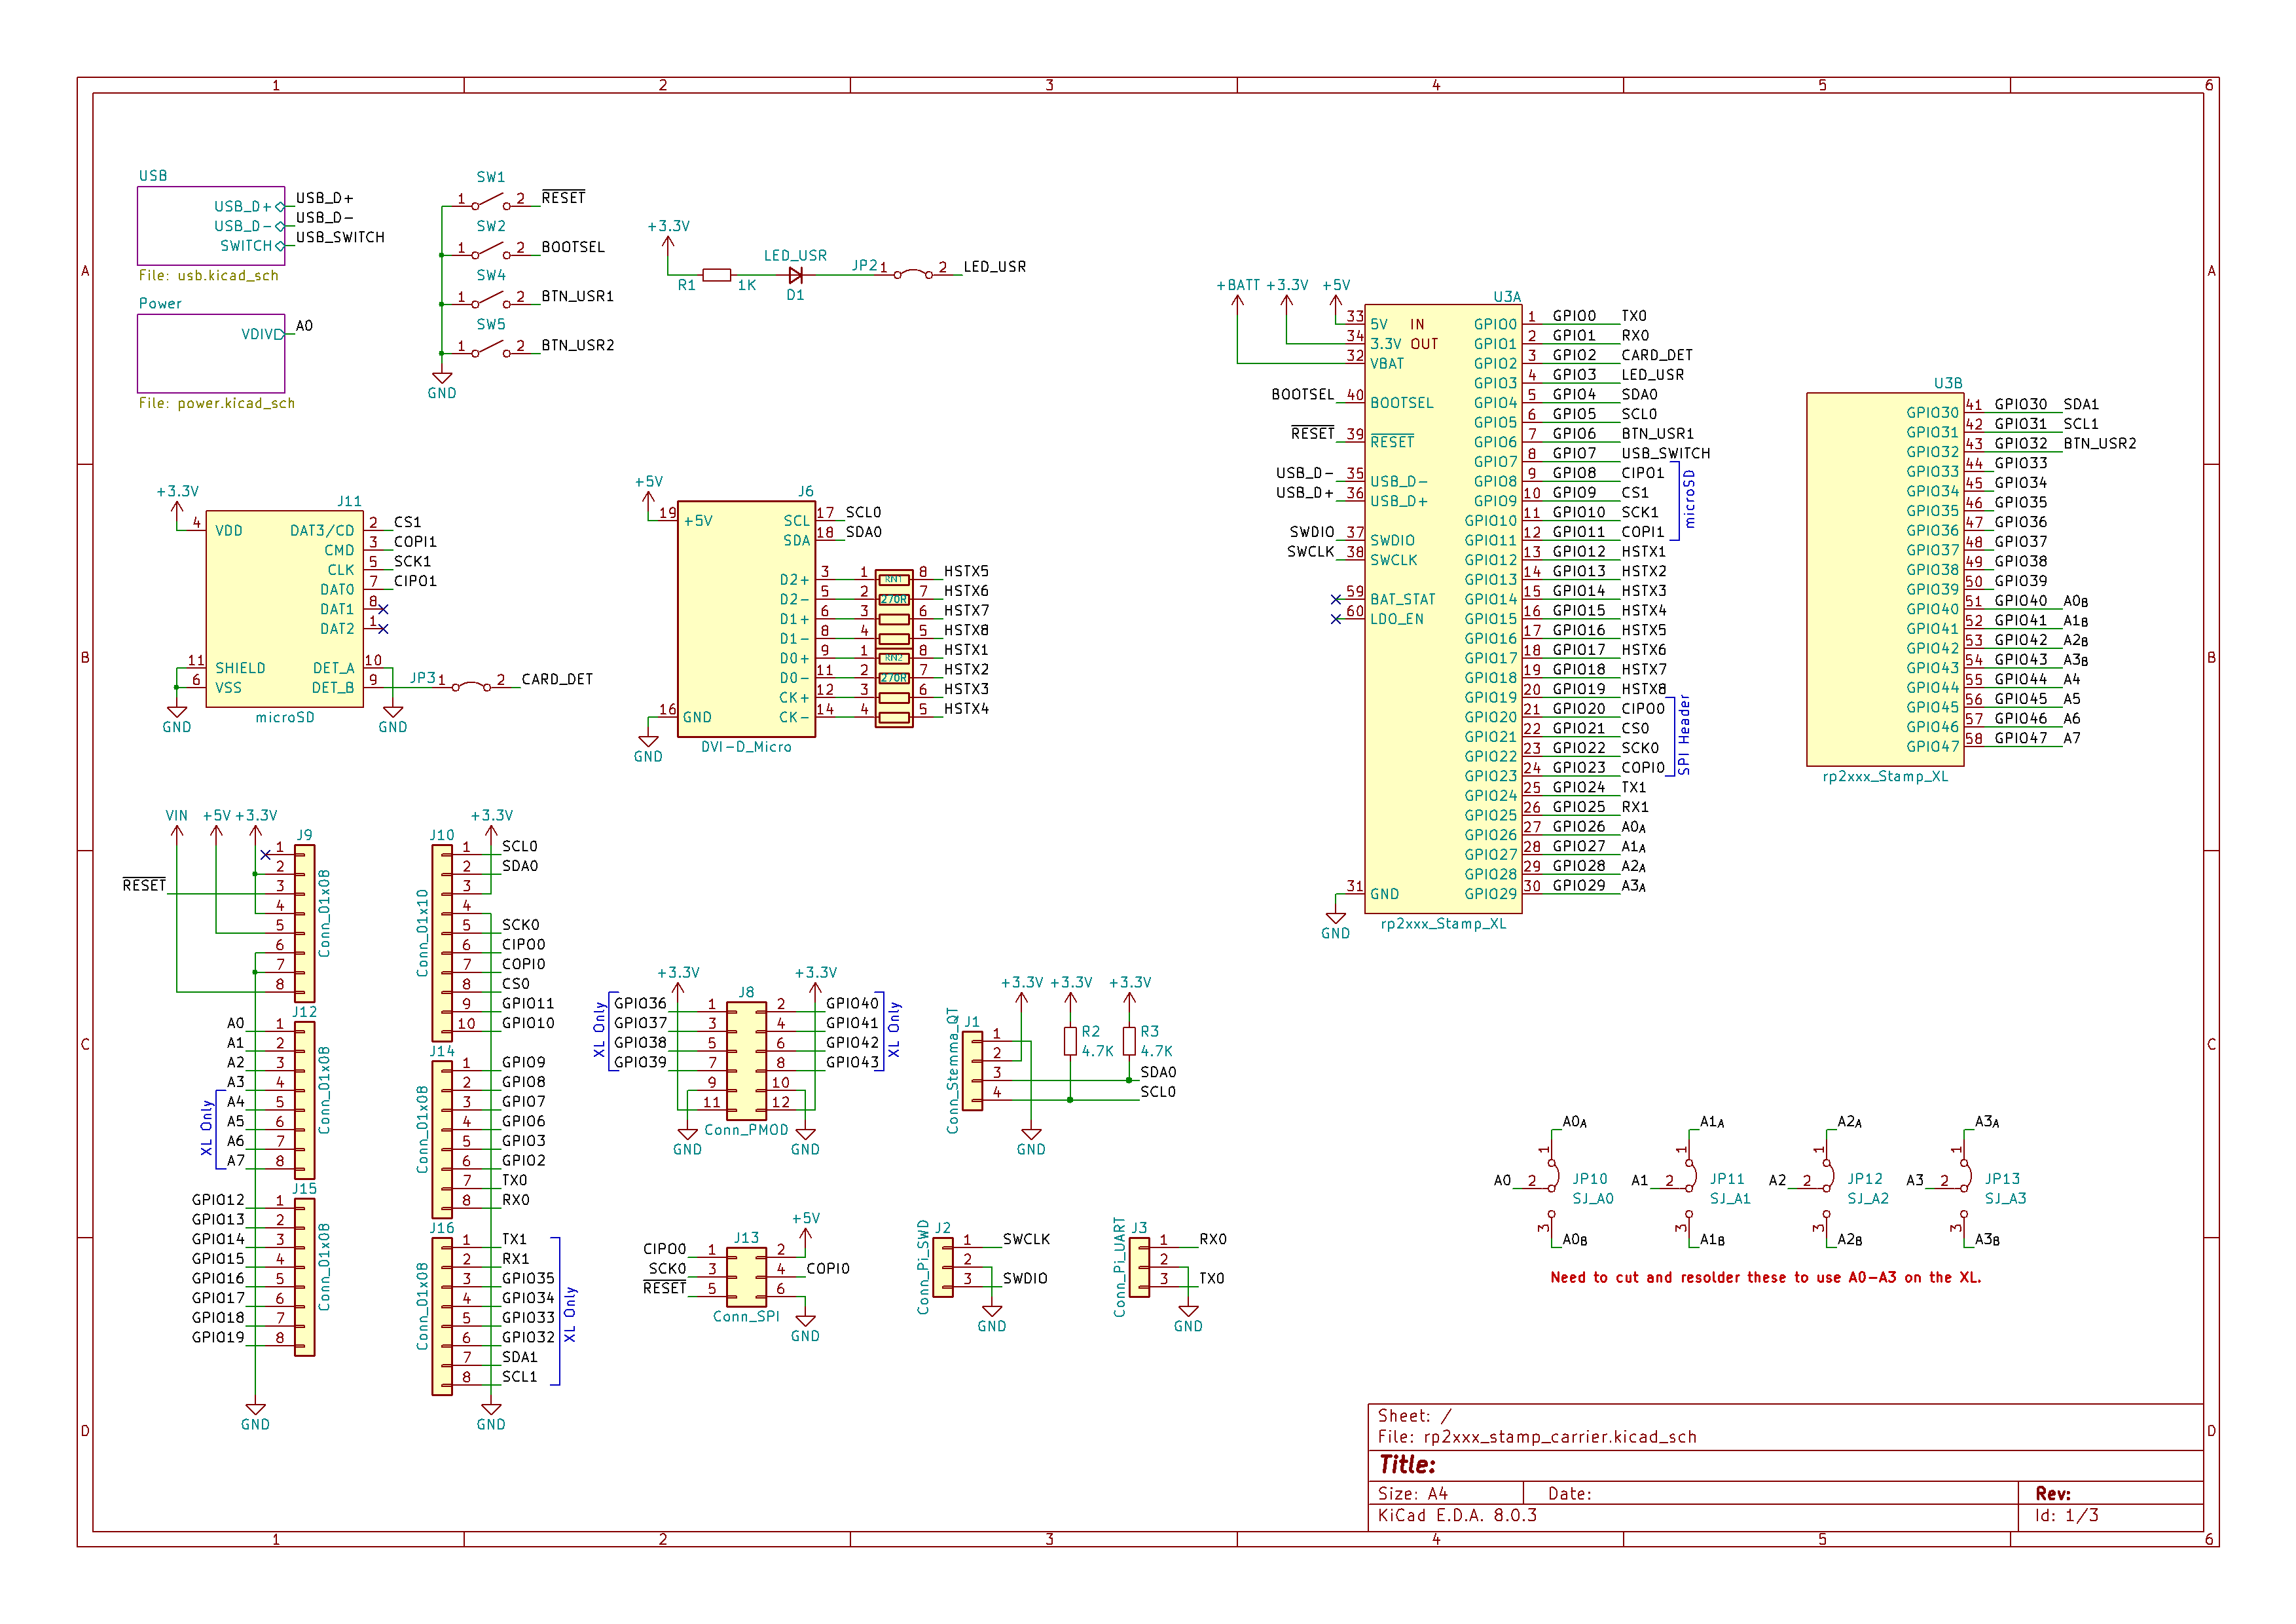 1 2 3 4 5 6
A B C D
USB
USB_D+ USB_D+
USB_D- USB_D-
SWITCH USB_SWITCH
File: usb.kicad_sch
Power
VDIV A0
File: power.kicad_sch
SW1
1 2 RESET
SW2
1 2 BOOTSEL
SW4
1 2 BTN_USR1
SW5
1 2 BTN_USR2
GND
+3.3V
R1 1K
LED_USR
D1
JP2 1 2 LED_USR
+BATT +3.3V +5V
U3A
33 5V IN
34 3.3V OUT
32 VBAT
BOOTSEL 40 BOOTSEL
RESET 39 RESET
USB_D- 35 USB_D-
USB_D+ 36 USB_D+
SWDIO 37 SWDIO
SWCLK 38 SWCLK
59 BAT_STAT
60 LDO_EN
31 GND
GND
GPIO0 1 GPIO0 TX0
GPIO1 2 GPIO1 RX0
GPIO2 3 GPIO2 CARD_DET
GPIO3 4 GPIO3 LED_USR
GPIO4 5 GPIO4 SDA0
GPIO5 6 GPIO5 SCL0
GPIO6 7 GPIO6 BTN_USR1
GPIO7 8 GPIO7 USB_SWITCH
GPIO8 9 GPIO8 CIPO1
GPIO9 10 GPIO9 CS1
GPIO10 11 GPIO10 SCK1
GPIO11 12 GPIO11 COPI1
microSD
GPIO12 13 GPIO12 HSTX1
GPIO13 14 GPIO13 HSTX2
GPIO14 15 GPIO14 HSTX3
GPIO15 16 GPIO15 HSTX4
GPIO16 17 GPIO16 HSTX5
GPIO17 18 GPIO17 HSTX6
GPIO18 19 GPIO18 HSTX7
GPIO19 20 GPIO19 HSTX8
GPIO20 21 GPIO20 CIPO0
GPIO21 22 GPIO21 CS0
GPIO22 23 GPIO22 SCK0
GPIO23 24 GPIO23 COPI0
SPI Header
GPIO24 25 GPIO24 TX1
GPIO25 26 GPIO25 RX1
GPIO26 27 GPIO26 A0A
GPIO27 28 GPIO27 A1A
GPIO28 29 GPIO28 A2A
GPIO29 30 GPIO29 A3A
rp2xxx_Stamp_XL
U3B
GPIO30 41 GPIO30 SDA1
GPIO31 42 GPIO31 SCL1
GPIO32 43 GPIO32 BTN_USR2
GPIO33 44 GPIO33
GPIO34 45 GPIO34
GPIO35 46 GPIO35
GPIO36 47 GPIO36
GPIO37 48 GPIO37
GPIO38 49 GPIO38
GPIO39 50 GPIO39
GPIO40 51 GPIO40 A0B
GPIO41 52 GPIO41 A1B
GPIO42 53 GPIO42 A2B
GPIO43 54 GPIO43 A3B
GPIO44 55 GPIO44 A4
GPIO45 56 GPIO45 A5
GPIO46 57 GPIO46 A6
GPIO47 58 GPIO47 A7
rp2xxx_Stamp_XL
+3.3V
J11
4 VDD DAT3/CD 2 CS1
CMD 3 COPI1
CLK 5 SCK1
DAT0 7 CIPO1
DAT1 8
DAT2 1
11 SHIELD DET_A 10
6 VSS DET_B 9
JP3 1 2 CARD_DET
GND microSD GND
+5V
J6
19 +5V SCL 17 SCL0
SDA 18 SDA0
D2+ 3 1 RN1 8 HSTX5
D2- 5 2 270R 7 HSTX6
D1+ 6 3 6 HSTX7
D1- 8 4 5 HSTX8
D0+ 9 1 RN2 8 HSTX1
D0- 11 2 270R 7 HSTX2
CK+ 12 3 6 HSTX3
16 GND CK- 14 4 5 HSTX4
GND DVI-D_Micro
VIN +5V +3.3V
J9
1
2
RESET 3
4
5
6
7
8
Conn_01x08
J12
A0 1
A1 2
A2 3
A3 4
A4 5
A5 6
A6 7
A7 8
XL Only
Conn_01x08
J15
GPIO12 1
GPIO13 2
GPIO14 3
GPIO15 4
GPIO16 5
GPIO17 6
GPIO18 7
GPIO19 8
Conn_01x08
GND
+3.3V
J10
1 SCL0
2 SDA0
3
4
5 SCK0
6 CIPO0
7 COPI0
8 CS0
9 GPIO11
10 GPIO10
Conn_01x10
J14
1 GPIO9
2 GPIO8
3 GPIO7
4 GPIO6
5 GPIO3
6 GPIO2
7 TX0
8 RX0
Conn_01x08
J16
1 TX1
2 RX1
3 GPIO35
4 GPIO34
5 GPIO33
6 GPIO32
7 SDA1
8 SCL1
Conn_01x08
XL Only
GND
+3.3V +3.3V
J8
GPIO36 1 2 GPIO40
GPIO37 3 4 GPIO41
GPIO38 5 6 GPIO42
GPIO39 7 8 GPIO43
9 10
11 12
XL Only XL Only
GND Conn_PMOD GND
+3.3V +3.3V +3.3V
J1
1
2
3 SDA0
4 SCL0
Conn_Stemma_QT
R2
4.7K
R3
4.7K
GND
+5V
J13
CIPO0 1 2
SCK0 3 4 COPI0
RESET 5 6
Conn_SPI
GND
J2
1 SWCLK
2
3 SWDIO
Conn_Pi_SWD
GND
J3
1 RX0
2
3 TX0
Conn_Pi_UART
GND
A0A A1A A2A A3A
1 1 1 1
A0 2 JP10 A1 2 JP11 A2 2 JP12 A3 2 JP13
SJ_A0 SJ_A1 SJ_A2 SJ_A3
3 3 3 3
A0B A1B A2B A3B
Need to cut and resolder these to use A0-A3 on the XL.
Sheet: /
File: rp2xxx_stamp_carrier.kicad_sch
Title:
Size: A4 Date: Rev:
KiCad E.D.A. 8.0.3 Id: 1/3
A B C D
1 2 3 4 5 6